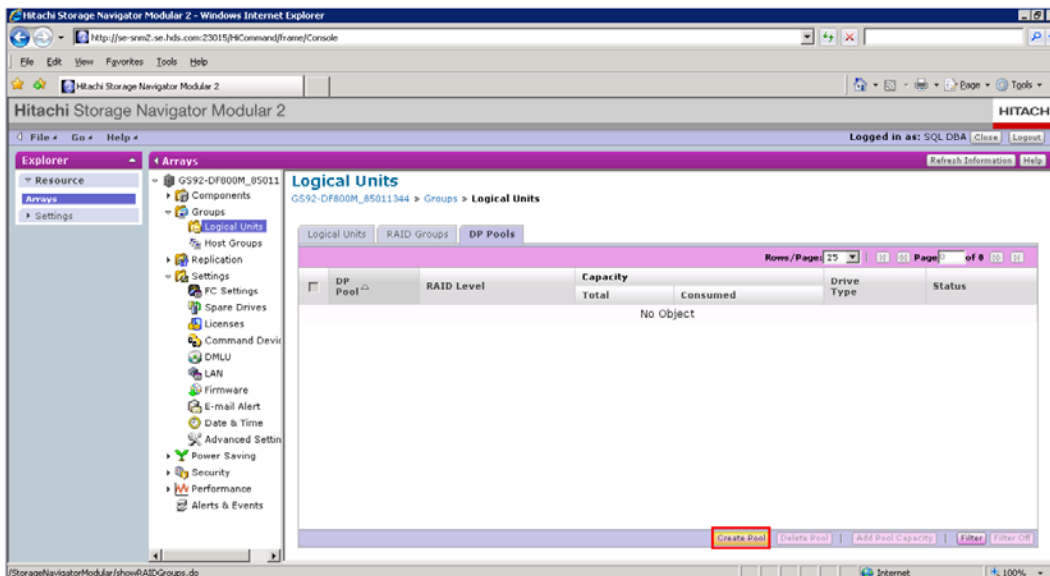 Hitachi Storage Navigator Modular 2 - Windows Internet Explorer
http://se-snm2.se.hds.com:23015/HiCommand/frame/Console
File Edit View Favorites Tools Help
Hitachi Storage Navigator Modular 2
Page Tools
Hitachi Storage Navigator Modular 2
HITACH
File Go Help
Logged in as: SQL DBA Close Logout
Explorer
Arrays
Refresh Information Help
Resource
Arrays
Settings
GS92-DF800M_85011
Components
Groups
Logical Units
Host Groups
Replication
Settings
FC Settings
Spare Drives
Licenses
Command Devic
DMLU
LAN
Firmware
E-mail Alert
Date & Time
Advanced Settin
Power Saving
Security
Performance
Alerts & Events
Logical Units
GS92-DF800M_85011344 > Groups > Logical Units
Logical Units RAID Groups DP Pools
Rows/Page: 25 Page 0 of 0
DP Pool RAID Level Capacity Drive Type Status
Total Consumed
No Object
Create Pool Delete Pool | Add Pool Capacity | Filter Filter Off
/StorageNavigatorModular/showRAIDGroups.do
Internet
100%